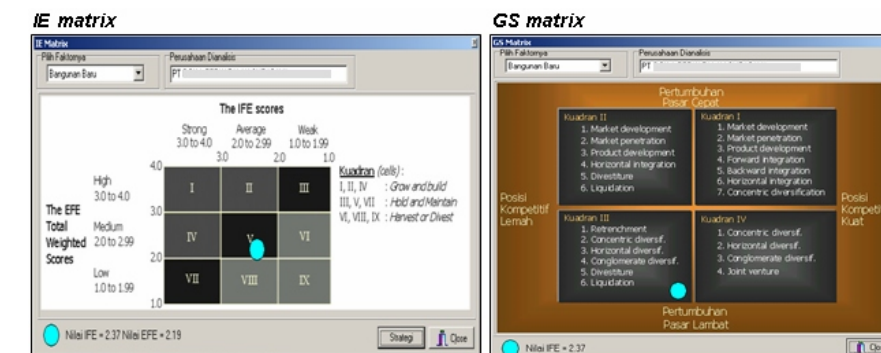 IE matrix
IE Matrix
Pilih Faktornya
Perusahaan Dianalisis
Bangunan Baru
PT
The IFE scores
Strong Average Weak
3.0 to 4.0 2.0 to 2.99 1.0 to 1.99
4.0 3.0 2.0 1.0
High
3.0 to 4.0
I II III
3.0
The EFE
Total
Weighted
Scores
Medium
2.0 to 2.99
IV V VI
2.0
Low
1.0 to 1.99
VII VIII IX
1.0
Kuadran (cells) :
I, II, IV : Grow and build
III, V, VII : Hold and Maintain
VI, VIII, IX : Harvest or Divest
Nilai IFE = 2.37 Nilai EFE = 2.19
Strategi
Close
GS matrix
GS Matrix
Pilih Faktornya
Perusahaan Dianalisis
Bangunan Baru
PT
Pertumbuhan
Pasar Cepat
Kuadran II
1. Market development
2. Market penetration
3. Product development
4. Horizontal integration
5. Divestiture
6. Liquidation
Kuadran I
1. Market development
2. Market penetration
3. Product development
4. Forward integration
5. Backward integration
6. Horizontal integration
7. Concentric diversification
Posisi
Kompetitif
Lemah
Posisi
Kompeti
Kuat
Kuadran III
1. Retrenchment
2. Concentric diversf.
3. Horizontal diversf.
4. Conglomerate diversf.
5. Divestiture
6. Liquidation
Kuadran IV
1. Concentric diversf.
2. Horizontal diversf.
3. Conglomerate diversf.
4. Joint venture
Pertumbuhan
Pasar Lambat
Nilai IFE = 2.37